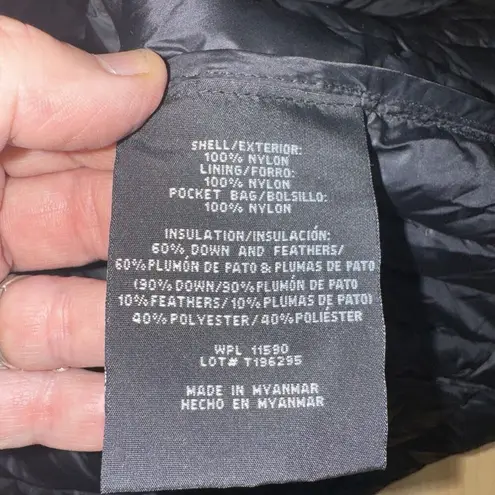 SHELL/EXTERIOR:
100% NYLON
LINING/FORRO:
100% NYLON
POCKET BAG/BOLSILLO:
100% NYLON
INSULATION/INSULACIÓN:
60% DOWN AND FEATHERS/
60% PLUMÓN DE PATO & PLUMAS DE PATO
(90% DOWN/90% PLUMÓN DE PATO
10% FEATHERS/10% PLUMAS DE PATO)
40% POLYESTER/40% POLIÉSTER
WPL 11590
LOT# T196295
MADE IN MYANMAR
HECHO EN MYANMAR